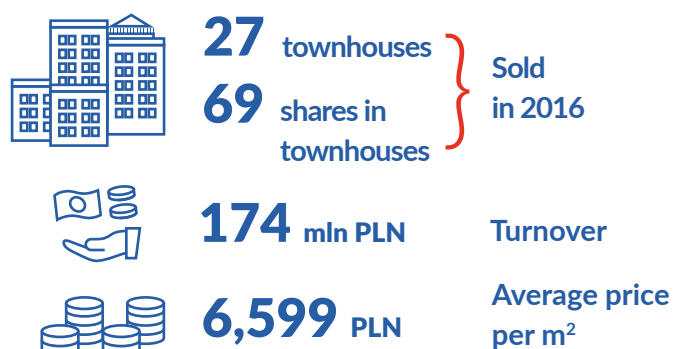 27 townhouses
69 shares in
townhouses
Sold
in 2016
174 mln PLN
Turnover
6,599 PLN
Average price
per m²